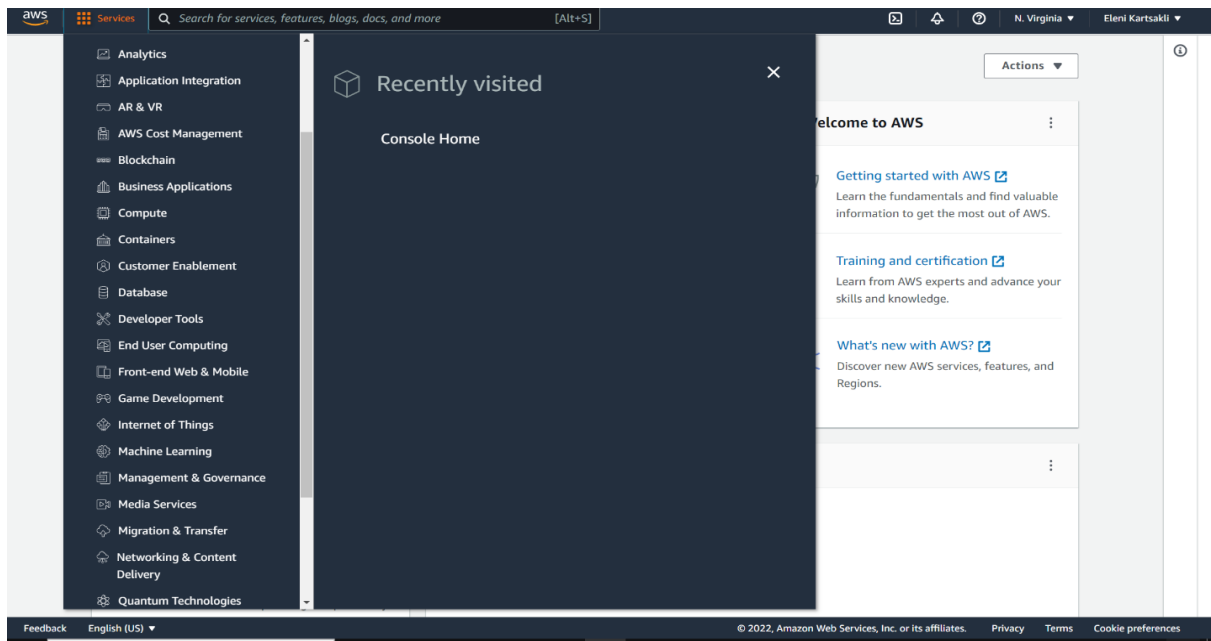 aws
Services
Search for services, features, blogs, docs, and more
[Alt+S]
N. Virginia ▼
Eleni Kartsakli ▼
Analytics
Application Integration
AR & VR
AWS Cost Management
Blockchain
Business Applications
Compute
Containers
Customer Enablement
Database
Developer Tools
End User Computing
Front-end Web & Mobile
Game Development
Internet of Things
Machine Learning
Management & Governance
Media Services
Migration & Transfer
Networking & Content
Delivery
Quantum Technologies
Recently visited
Console Home
Actions ▼
elcome to AWS
Getting started with AWS
Learn the fundamentals and find valuable
information to get the most out of AWS.
Training and certification
Learn from AWS experts and advance your
skills and knowledge.
What's new with AWS?
Discover new AWS services, features, and
Regions.
Feedback
English (US) ▼
© 2022, Amazon Web Services, Inc. or its affiliates.
Privacy
Terms
Cookie preferences